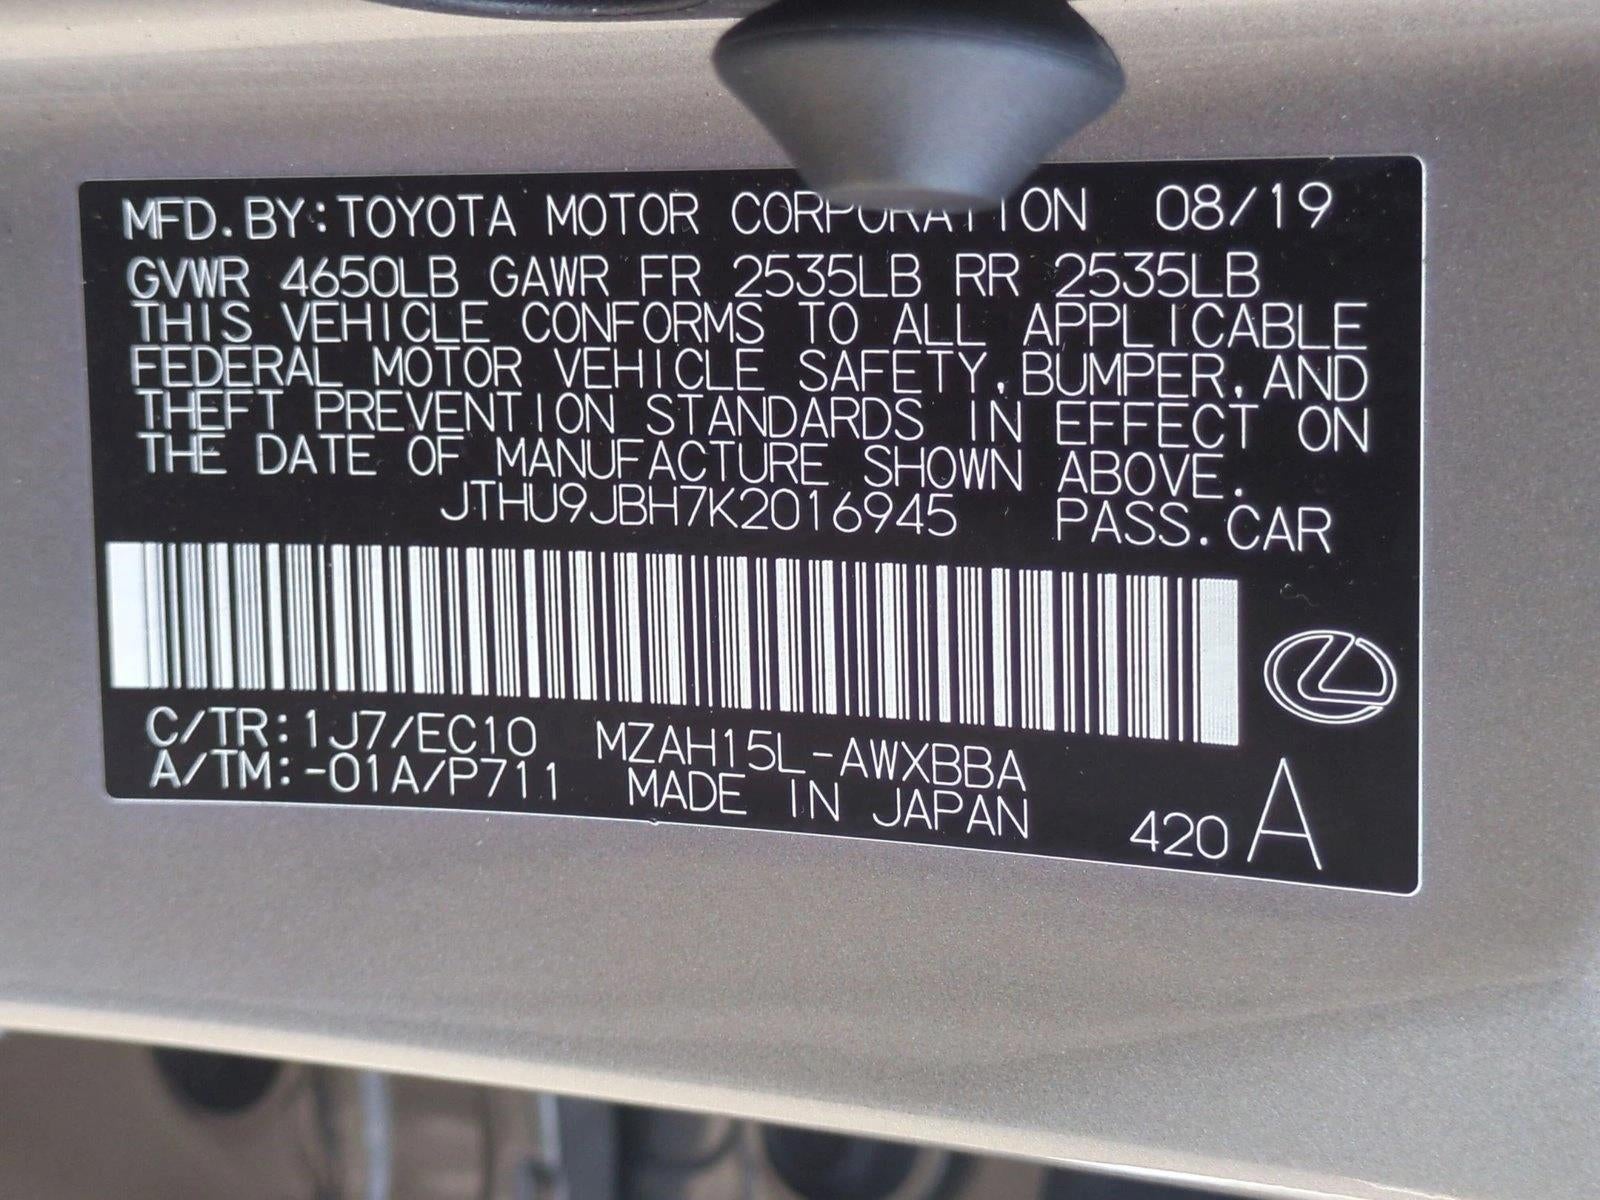 MFD. BY: TOYOTA MOTOR CORPORATION 08/19
GVWR 4650LB GAWR FR 2535LB RR 2535LB
THIS VEHICLE CONFORMS TO ALL APPLICABLE
FEDERAL MOTOR VEHICLE SAFETY, BUMPER, AND
THEFT PREVENTION STANDARDS IN EFFECT ON
THE DATE OF MANUFACTURE SHOWN ABOVE.
JTHU9JBH7K2016945 PASS. CAR
C/TR: 1J7/EC10 MZAH15L-AWXBBA
A/TM: -01A/P711 MADE IN JAPAN
420 A